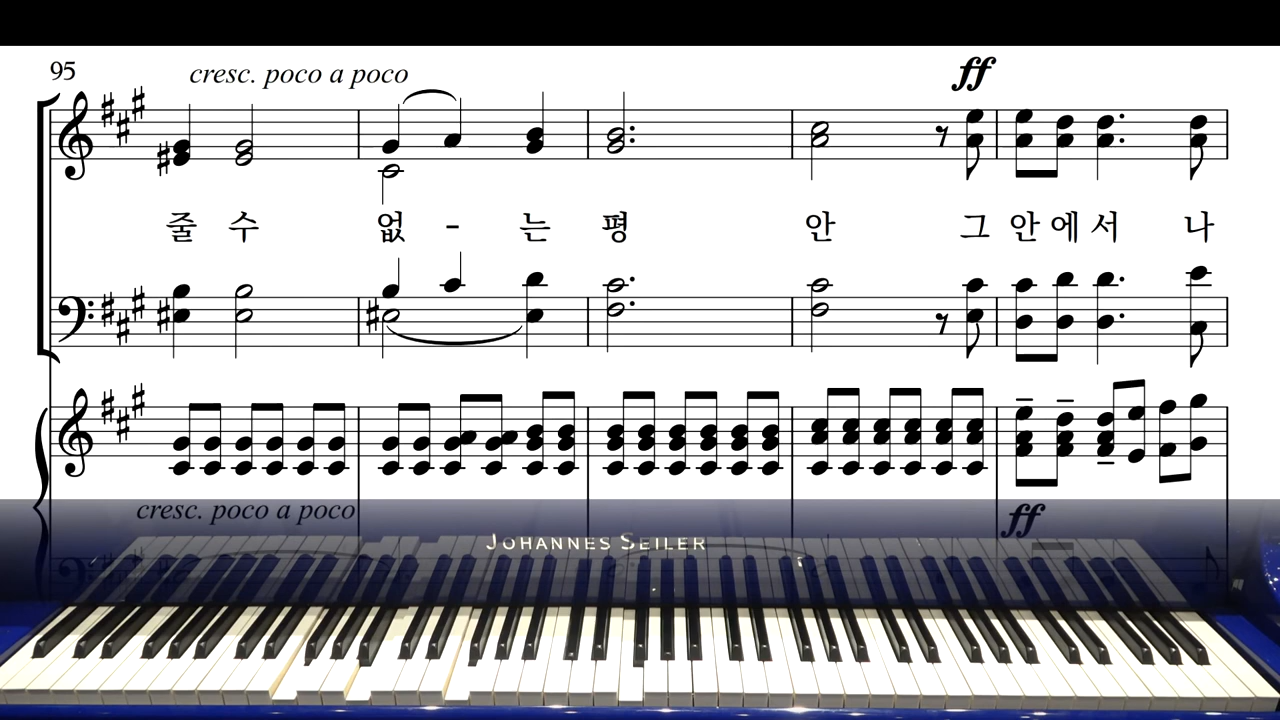 95
cresc. poco a poco
ff
줄 수 없 - 는 평 안 그 안 에 서 나
cresc. poco a poco
ff
JOHANNES SEILER